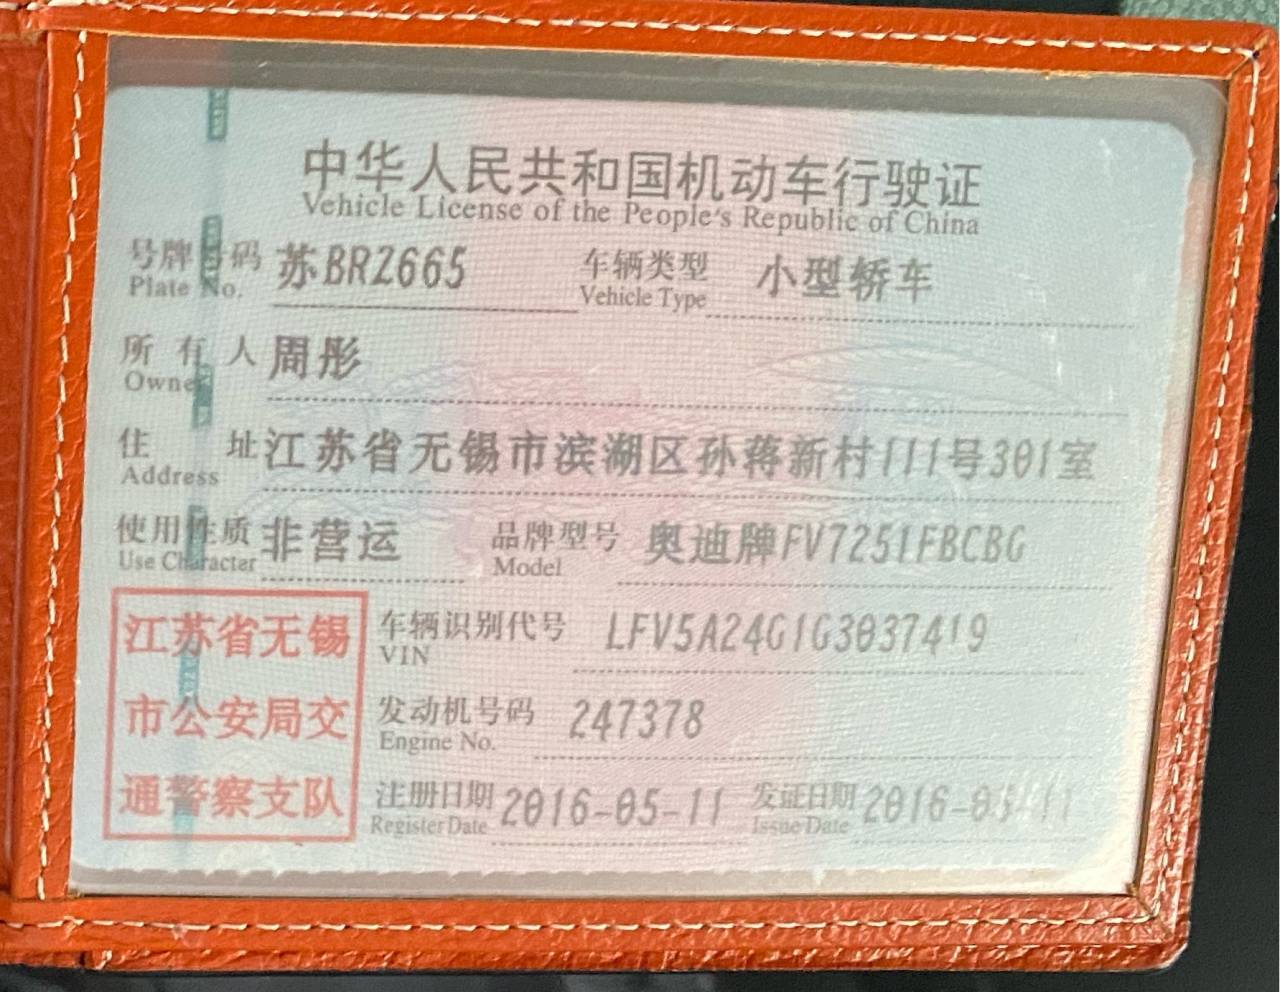 中华人民共和国机动车行驶证
Vehicle License of the People's Republic of China
号牌号码 苏BR2665 车辆类型 小型轿车
Plate No. Vehicle Type
所有人 周彤
Owner
住址 江苏省无锡市滨湖区孙蒋新村111号301室
Address
使用性质 非营运 品牌型号 奥迪牌FV7251FBCBG
Use Character Model
江苏省无锡 车辆识别代号 LFV5A24G1G3037419
VIN
市公安局交 发动机号码 247378
Engine No.
通警察支队 注册日期 2016-05-11 发证日期 2016-05-11
Register Date Issue Date